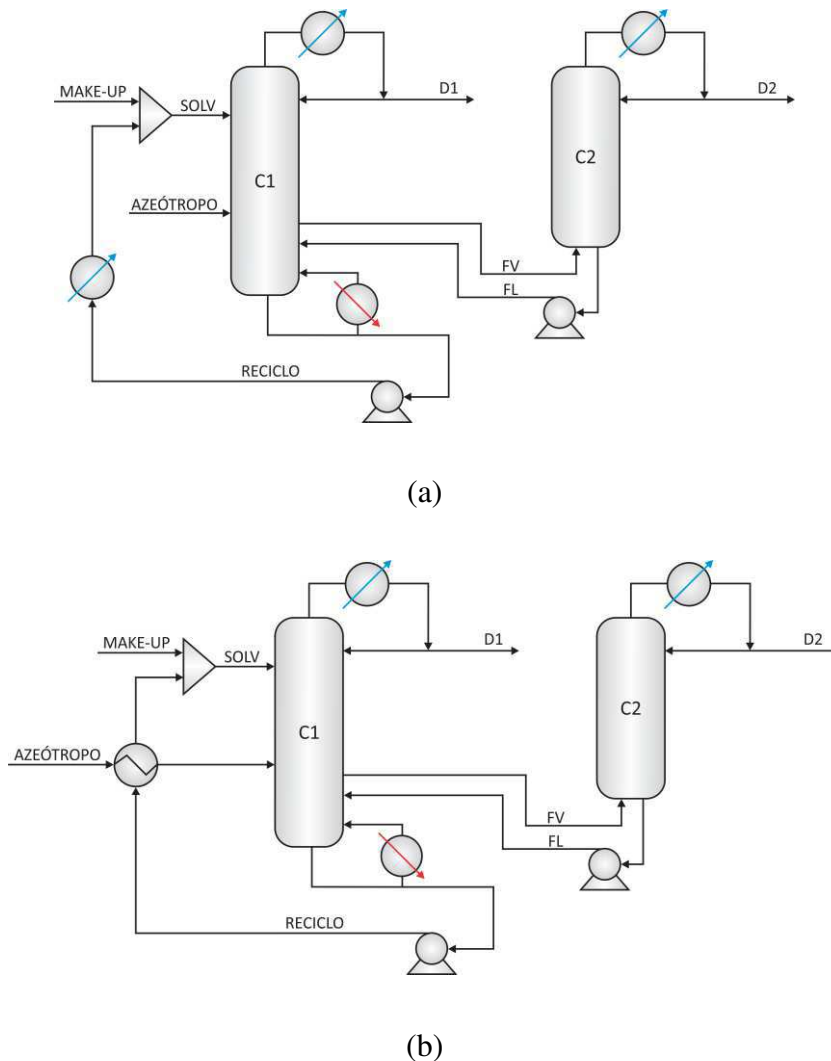 MAKE-UP
SOLV
D1
D2
C1
C2
AZEÓTROPO
FV
FL
RECICLO
(a)
MAKE-UP
SOLV
D1
D2
C1
C2
AZEÓTROPO
FV
FL
RECICLO
(b)